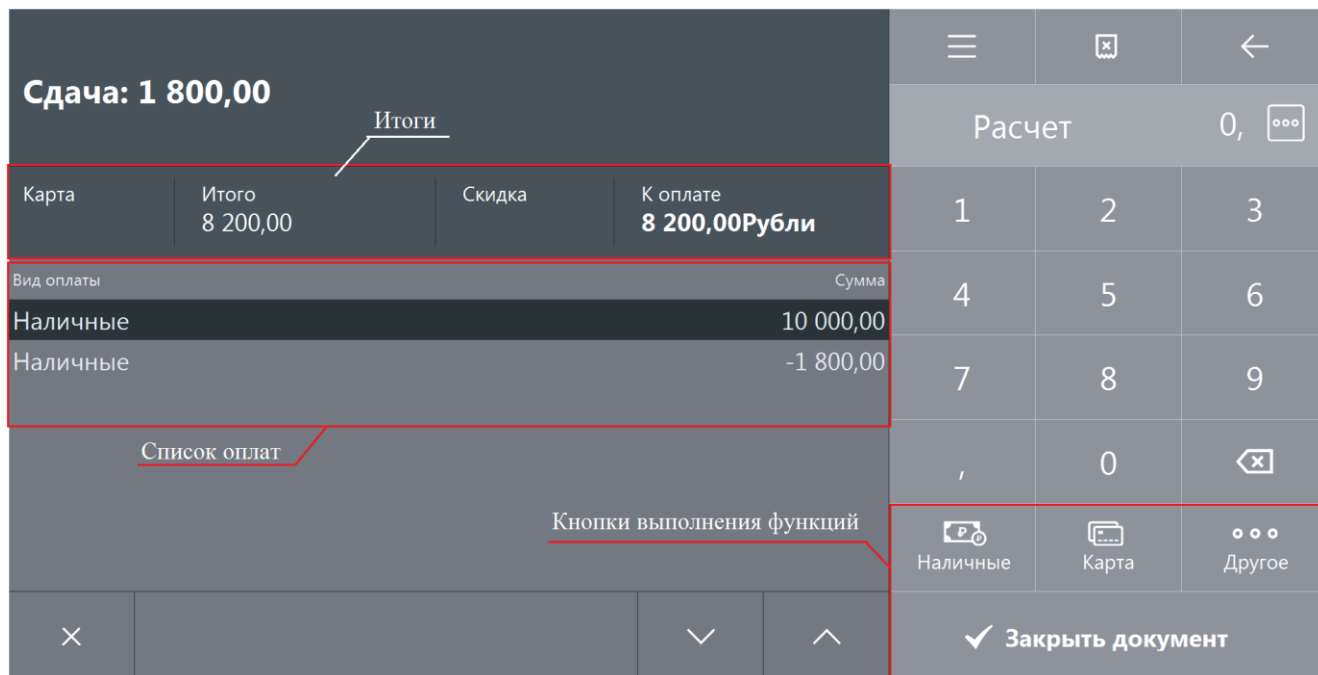 Сдача: 1 800,00
Итоги
Карта
Итого
8 200,00
Скидка
К оплате
8 200,00Рубли
Вид оплаты Сумма
Наличные 10 000,00
Наличные -1 800,00
Список оплат
Кнопки выполнения функций
Расчет 0,
1 2 3
4 5 6
7 8 9
, 0
Наличные Карта Другое
Закрыть документ